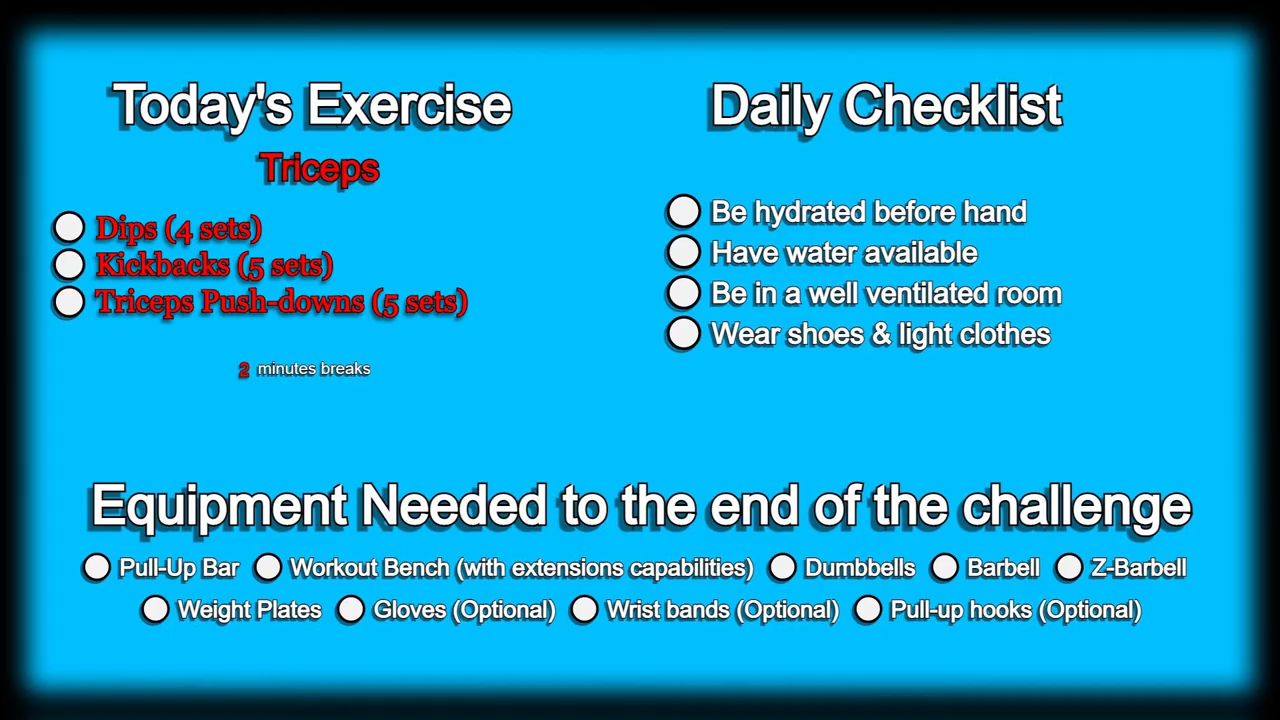 Today's Exercise
Triceps
Dips (4 sets)
Kickbacks (5 sets)
Triceps Push-downs (5 sets)
2 minutes breaks
Daily Checklist
Be hydrated before hand
Have water available
Be in a well ventilated room
Wear shoes & light clothes
Equipment Needed to the end of the challenge
Pull-Up Bar Workout Bench (with extensions capabilities) Dumbbells Barbell Z-Barbell
Weight Plates Gloves (Optional) Wrist bands (Optional) Pull-up hooks (Optional)